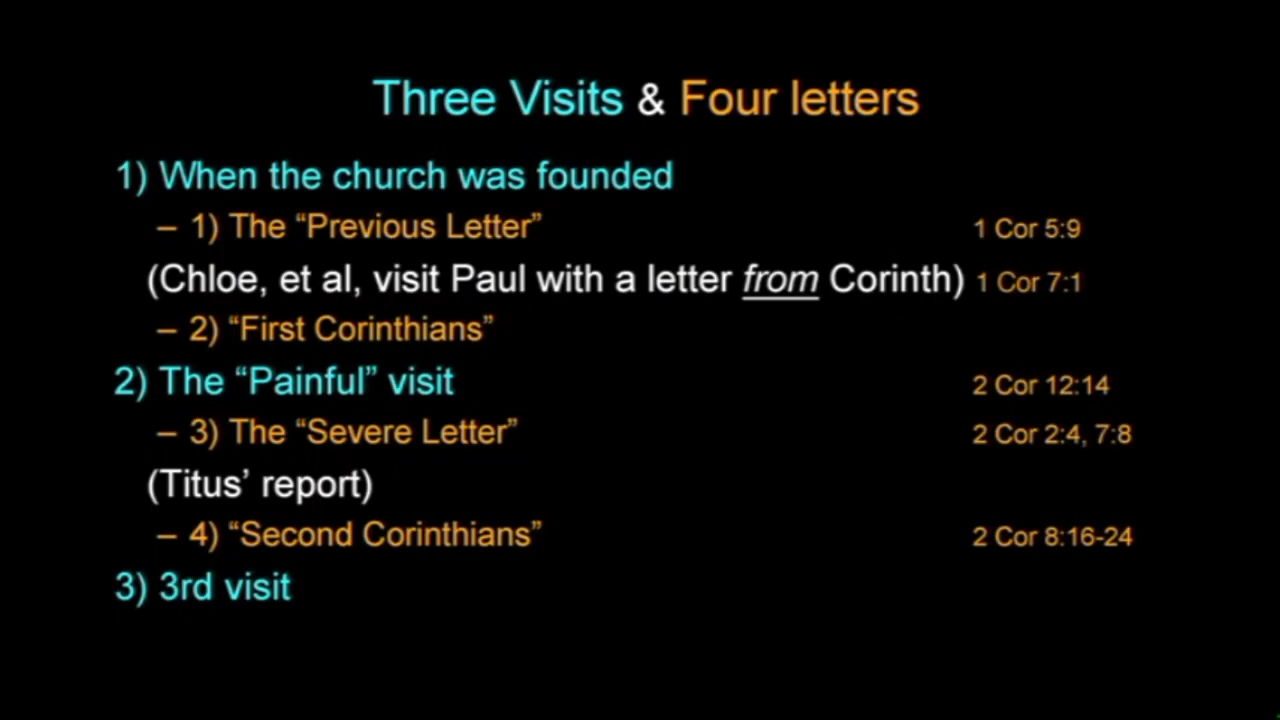 Three Visits & Four letters
1) When the church was founded
– 1) The “Previous Letter” 1 Cor 5:9
(Chloe, et al, visit Paul with a letter from Corinth) 1 Cor 7:1
– 2) “First Corinthians”
2) The “Painful” visit 2 Cor 12:14
– 3) The “Severe Letter” 2 Cor 2:4, 7:8
(Titus’ report)
– 4) “Second Corinthians” 2 Cor 8:16-24
3) 3rd visit